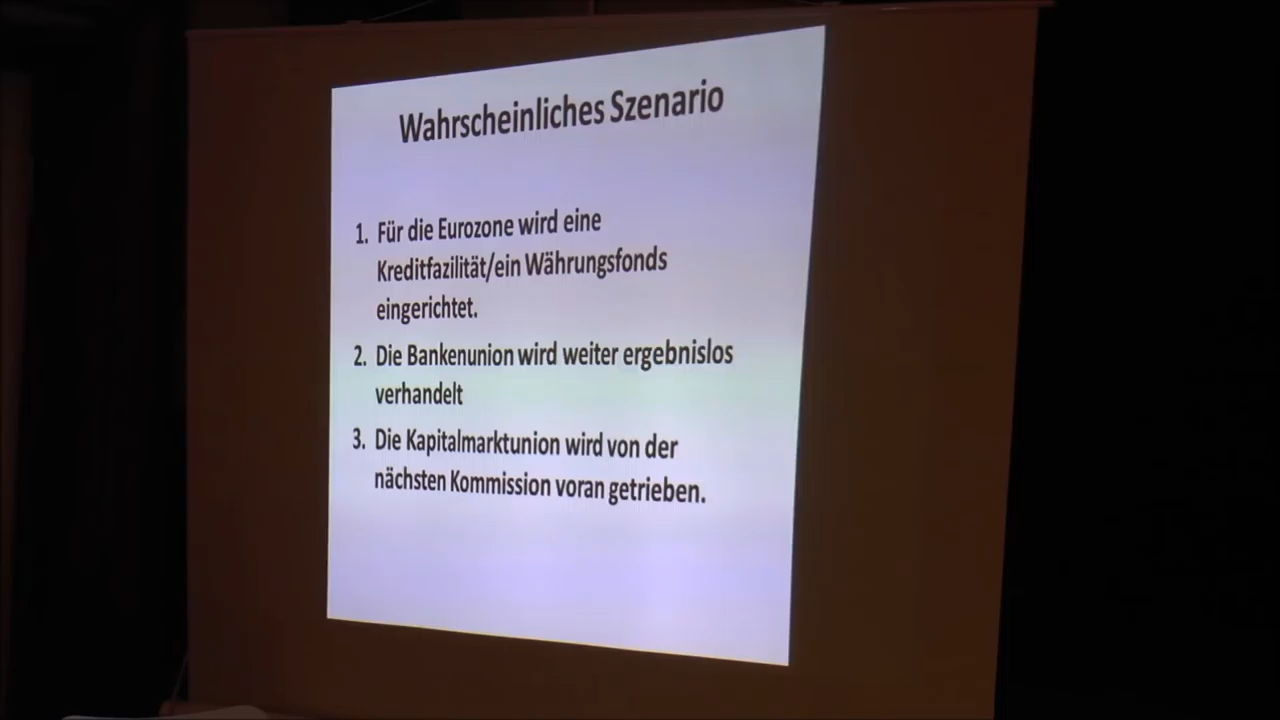 Wahrscheinliches Szenario
1. Für die Eurozone wird eine
Kreditfazilität/ein Währungsfonds
eingerichtet.
2. Die Bankenunion wird weiter ergebnislos
verhandelt
3. Die Kapitalmarktunion wird von der
nächsten Kommission voran getrieben.